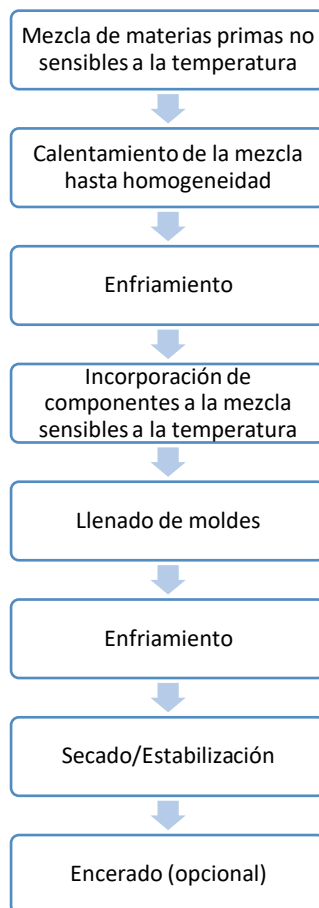 Mezcla de materias primas no
sensibles a la temperatura
Calentamiento de la mezcla
hasta homogeneidad
Enfriamiento
Incorporación de
componentes a la mezcla
sensibles a la temperatura
Llenado de moldes
Enfriamiento
Secado/Estabilización
Encerado (opcional)